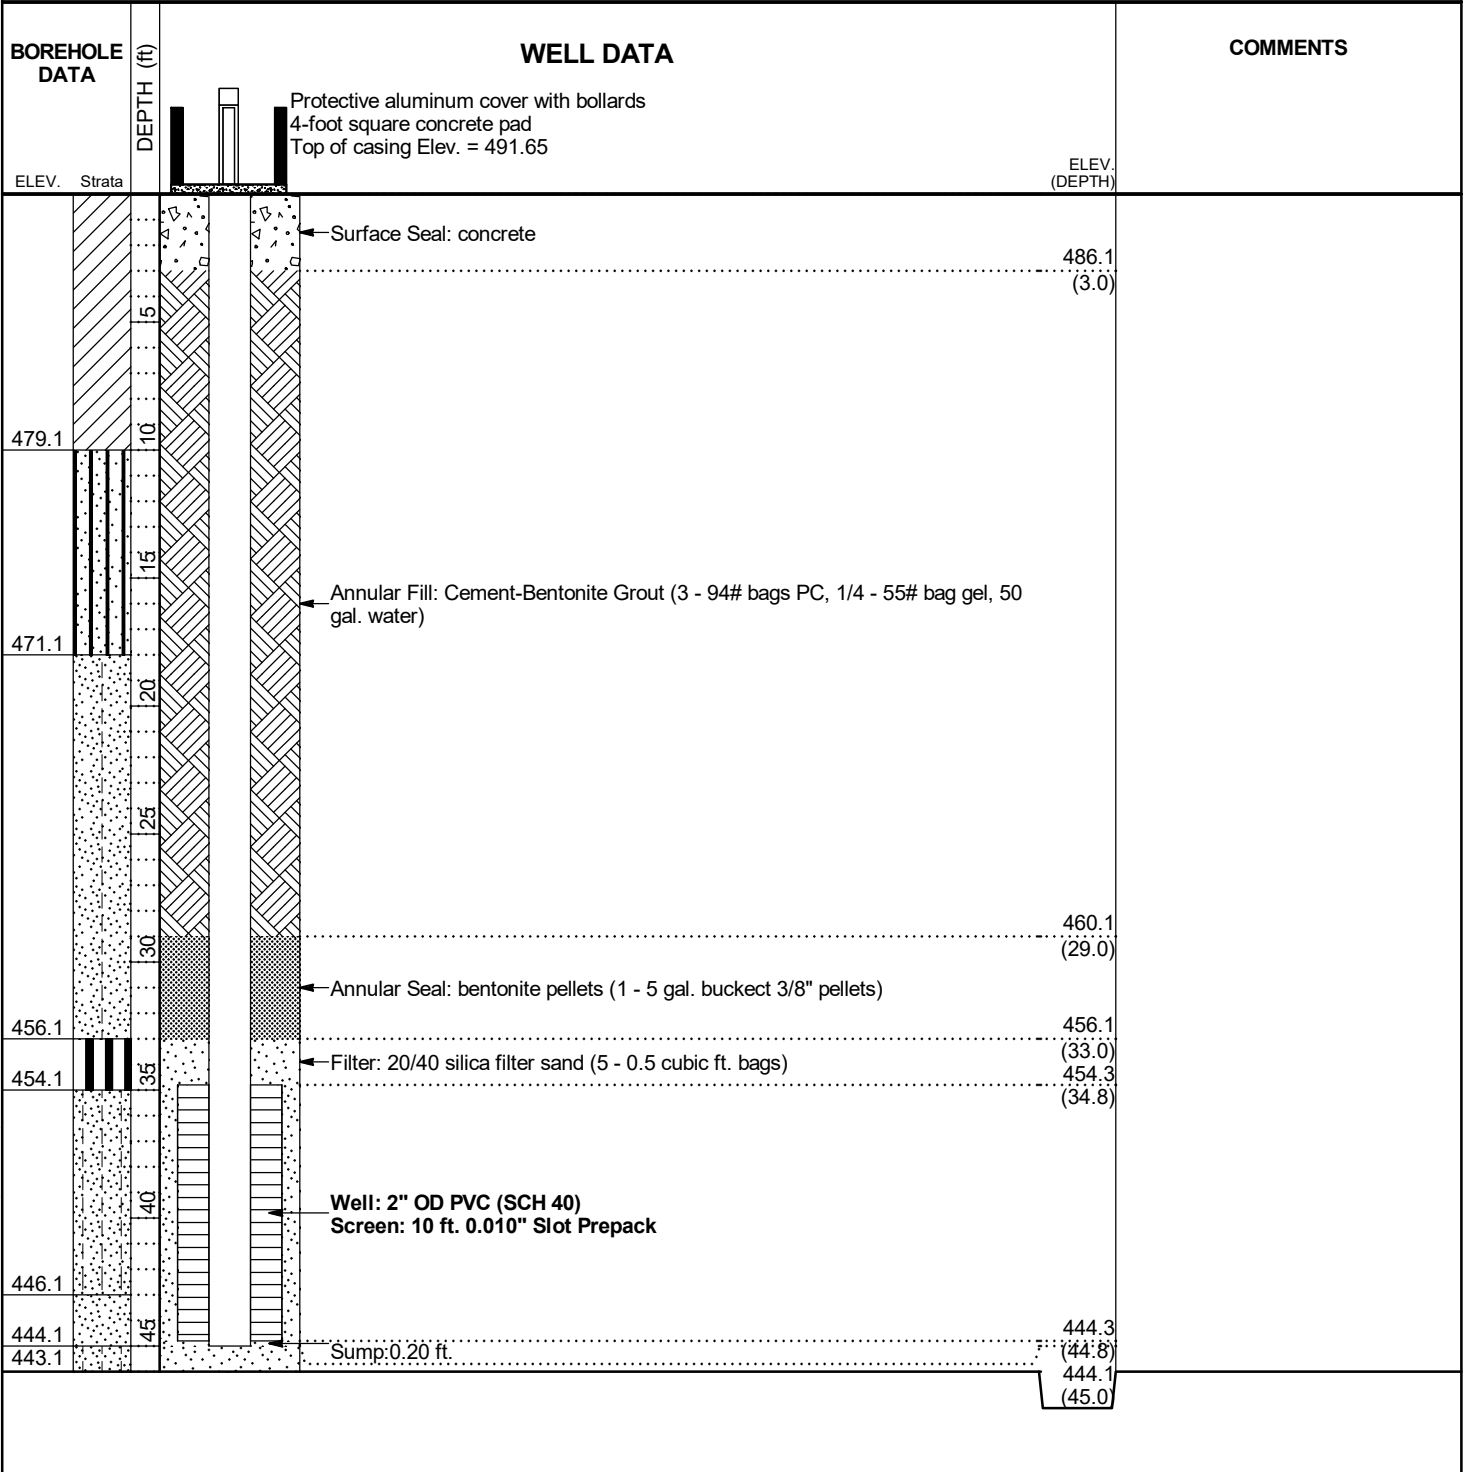 BOREHOLE
DATA
DEPTH (ft)
WELL DATA
COMMENTS
Protective aluminum cover with bollards
4-foot square concrete pad
Top of casing Elev. = 491.65
ELEV.
(DEPTH)
ELEV. Strata
Surface Seal: concrete
486.1
(3.0)
5
479.1
10
15
Annular Fill: Cement-Bentonite Grout (3 - 94# bags PC, 1/4 - 55# bag gel, 50
gal. water)
471.1
20
25
460.1
(29.0)
30
Annular Seal: bentonite pellets (1 - 5 gal. buckect 3/8" pellets)
456.1
456.1
(33.0)
Filter: 20/40 silica filter sand (5 - 0.5 cubic ft. bags)
454.3
(34.8)
454.1
35
Well: 2" OD PVC (SCH 40)
Screen: 10 ft. 0.010" Slot Prepack
40
446.1
45
444.1
444.3
(44.8)
Sump:0.20 ft.
443.1
444.1
(45.0)